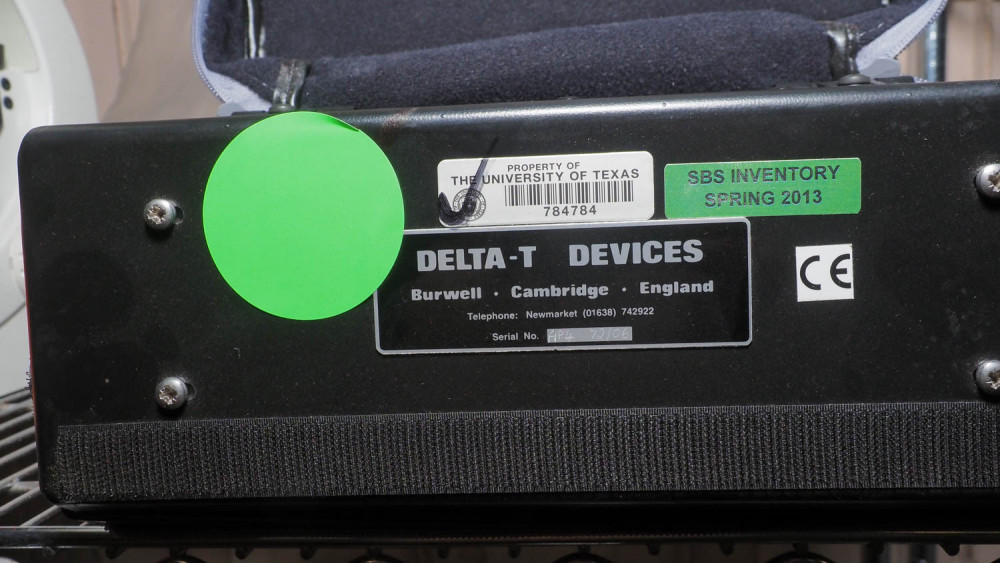 PROPERTY OF
THE UNIVERSITY OF TEXAS
784784
SBS INVENTORY
SPRING 2013
DELTA-T DEVICES
Burwell · Cambridge · England
Telephone: Newmarket (01638) 742922
Serial No.
CE